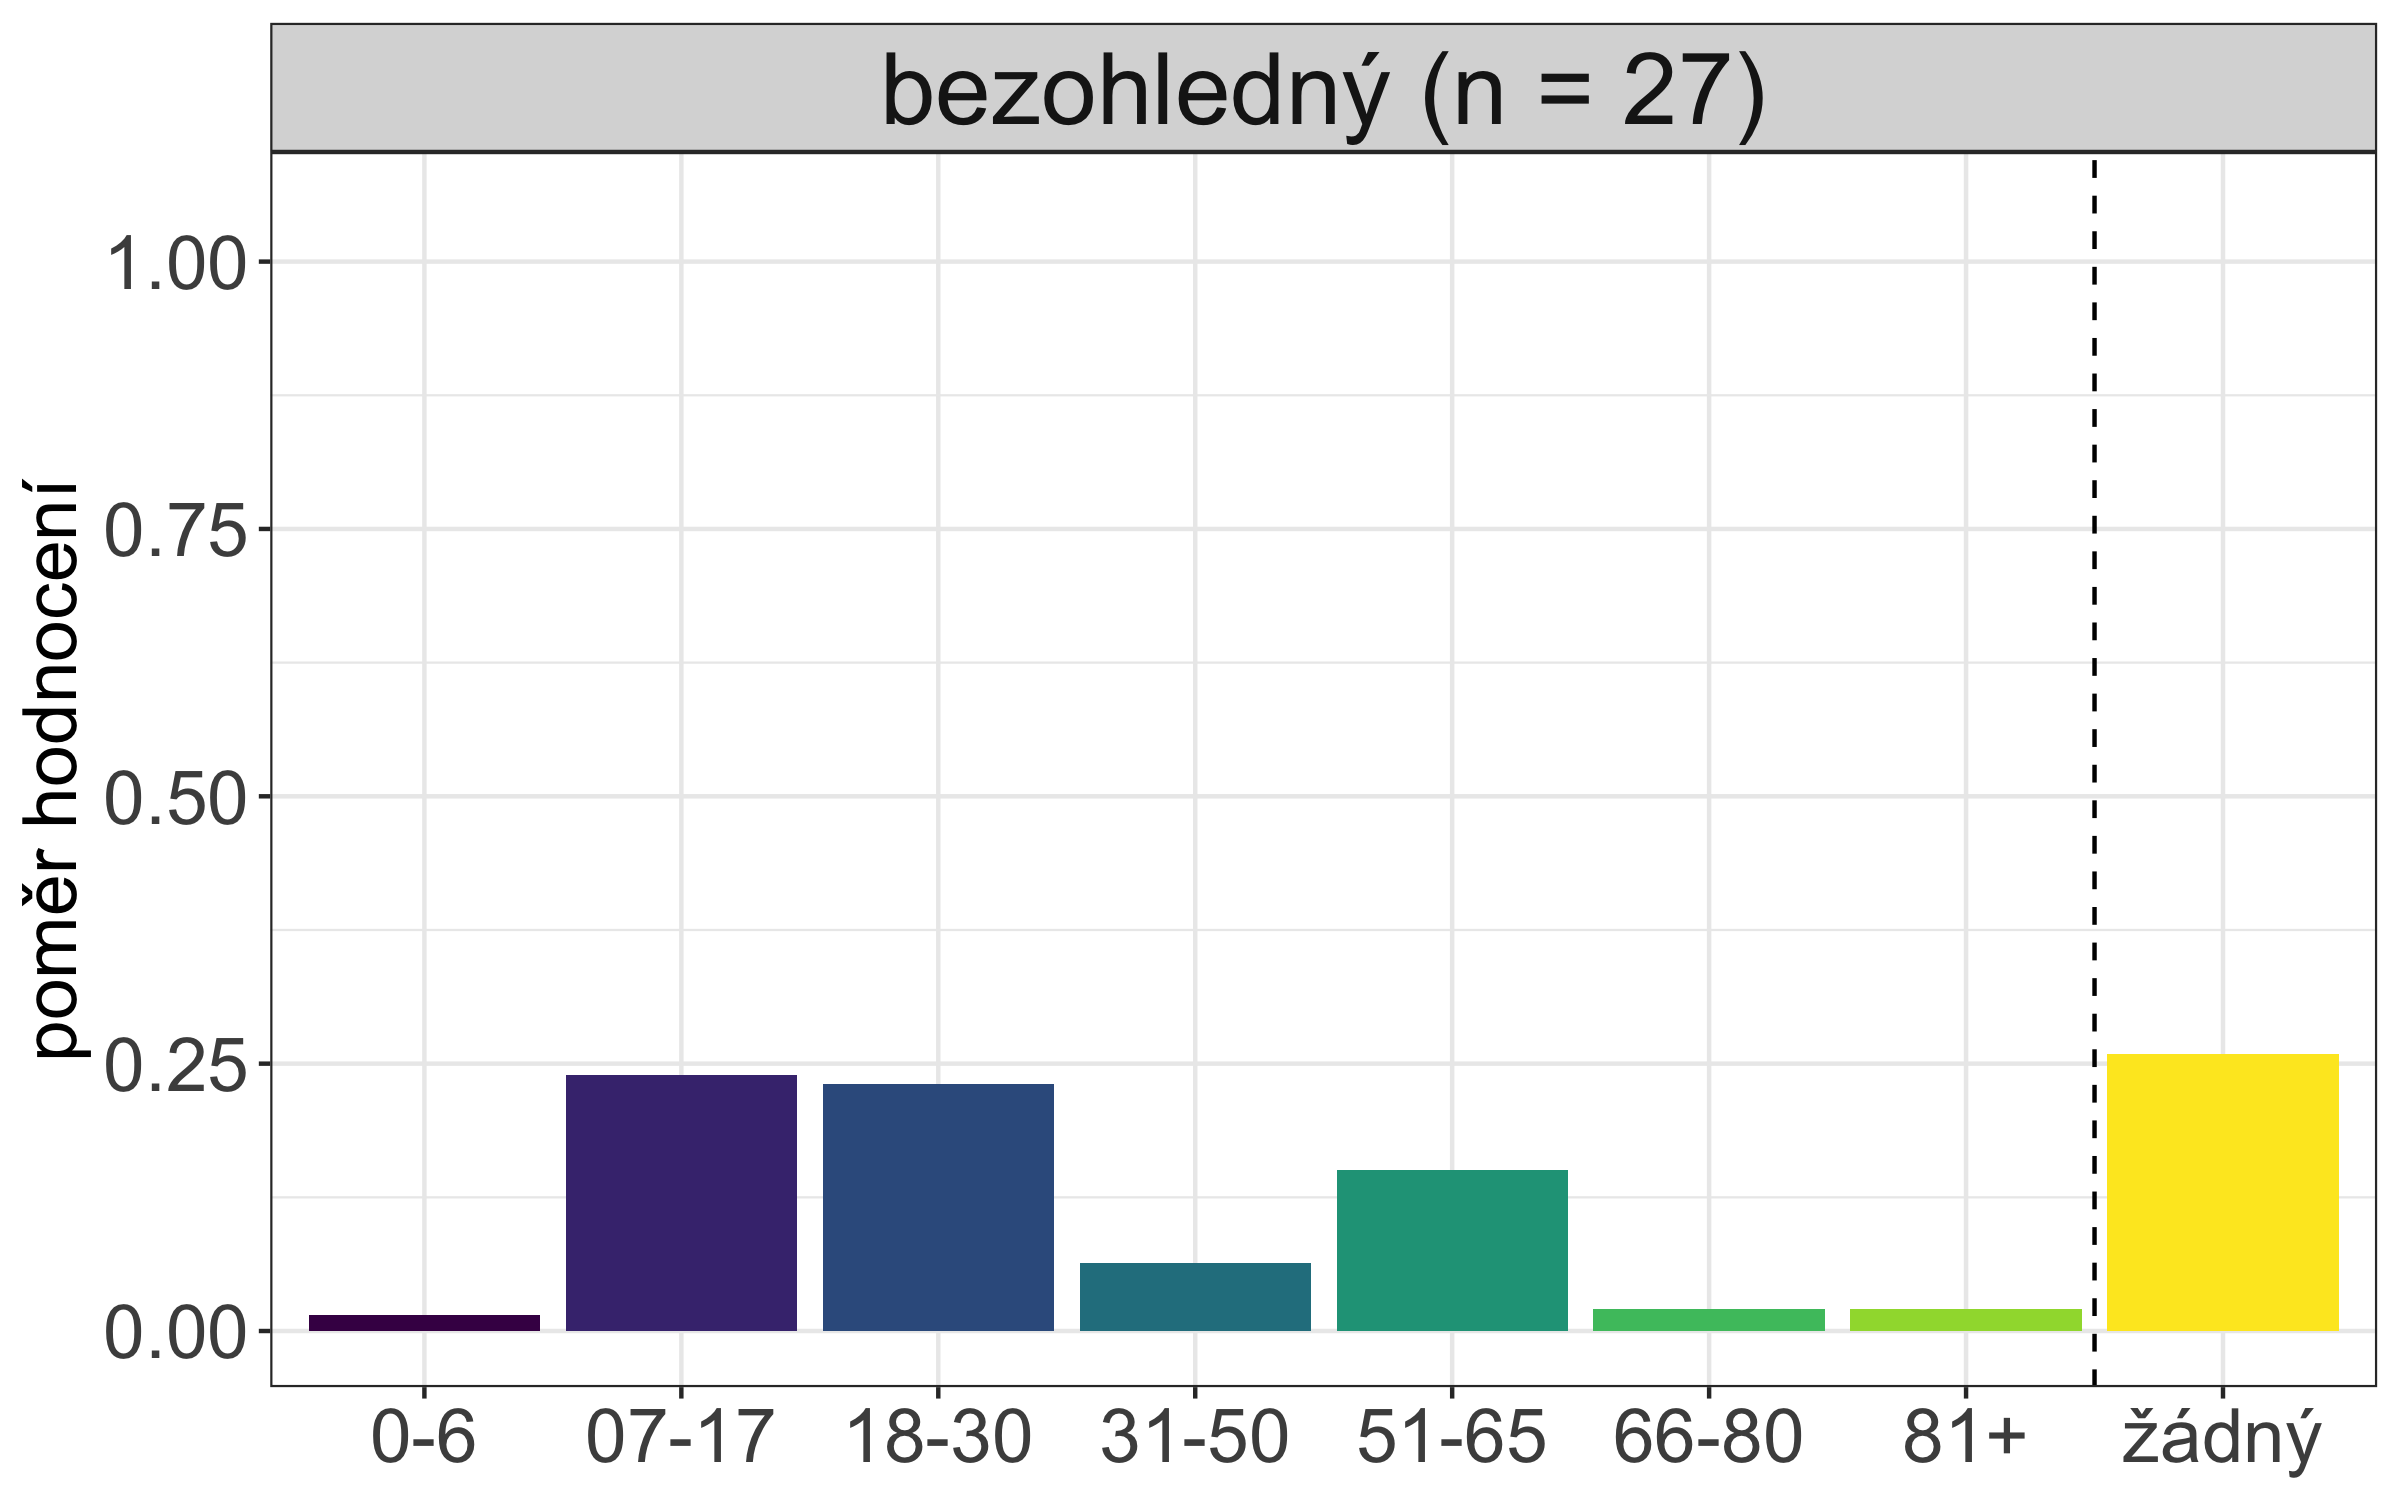 bezohledný (n = 27)
poměr hodnocení
1.00
0.75
0.50
0.25
0.00
0-6 07-17 18-30 31-50 51-65 66-80 81+ žádný